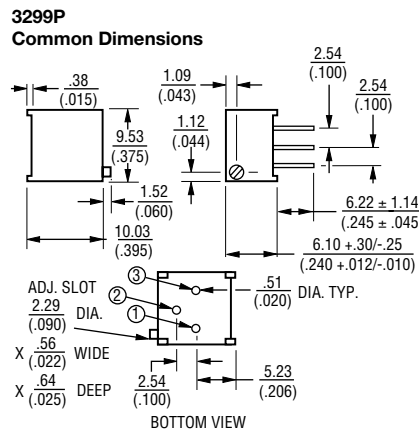 3299P
Common Dimensions
.38
(.015)
9.53
(.375)
1.52
(.060)
10.03
(.395)
1.09
(.043)
1.12
(.044)
2.54
(.100)
2.54
(.100)
6.22 ± 1.14
(.245 ± .045
6.10 +.30/-.25
(.240 +.012/-.010)
ADJ. SLOT
2.29
(.090) DIA.
X .56
(.022) WIDE
X .64
(.025) DEEP
3
2
1
.51
(.020) DIA. TYP.
2.54
(.100)
5.23
(.206)
BOTTOM VIEW